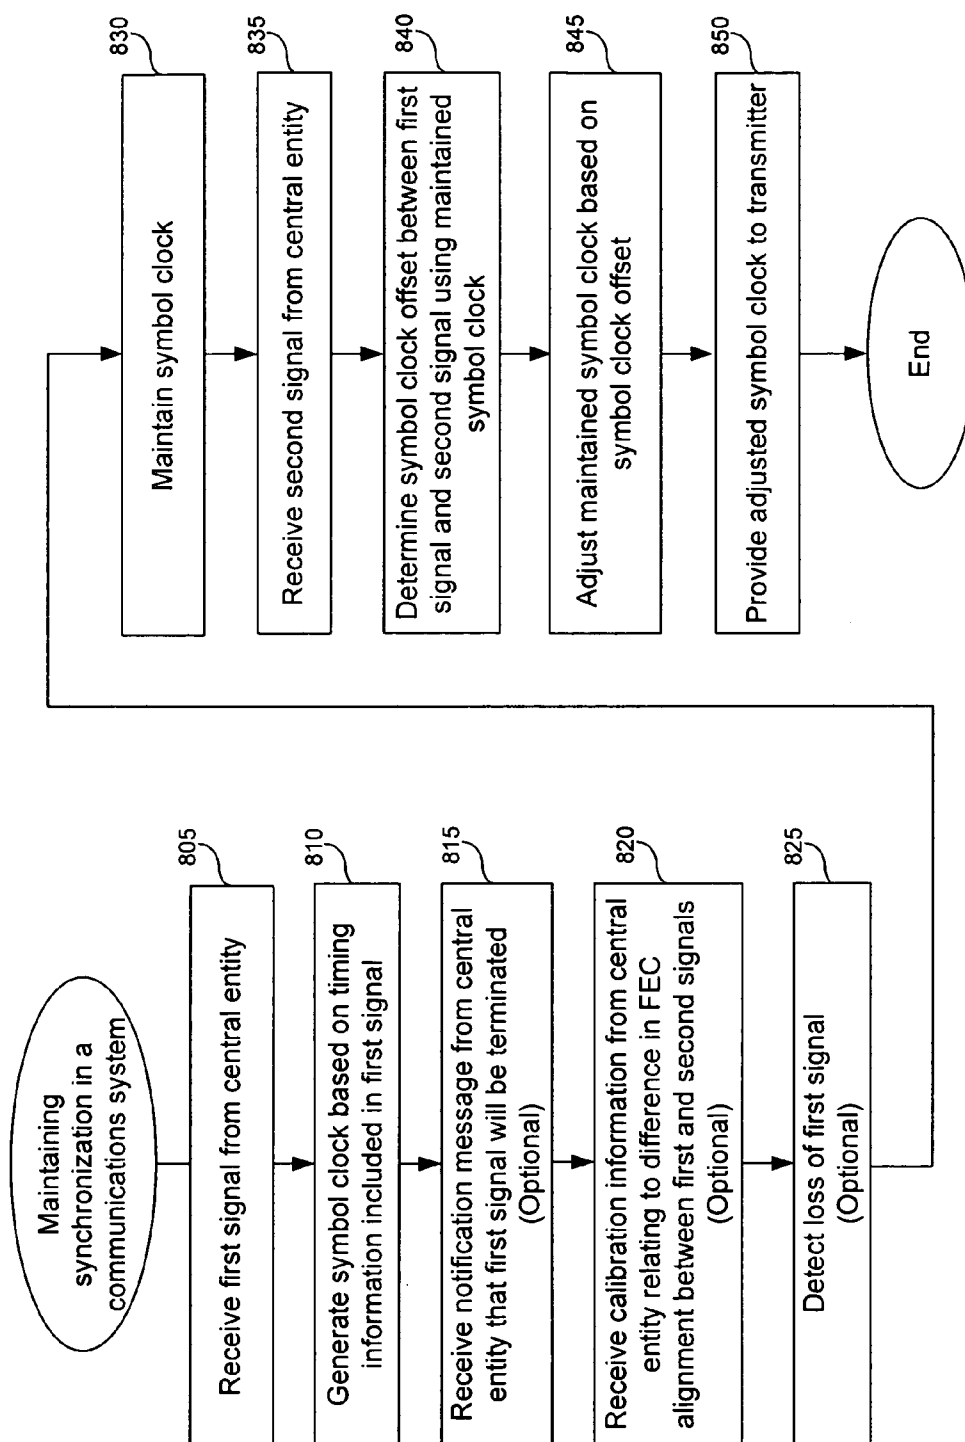 Maintaining
synchronization in a
communications system
805
Receive first signal from central entity
810
Generate symbol clock based on timing
information included in first signal
815
Receive notification message from central
entity that first signal will be terminated
(Optional)
820
Receive calibration information from central
entity relating to difference in FEC
alignment between first and second signals
(Optional)
825
Detect loss of first signal
(Optional)
830
Maintain symbol clock
835
Receive second signal from central entity
840
Determine symbol clock offset between first
signal and second signal using maintained
symbol clock
845
Adjust maintained symbol clock based on
symbol clock offset
850
Provide adjusted symbol clock to transmitter
End